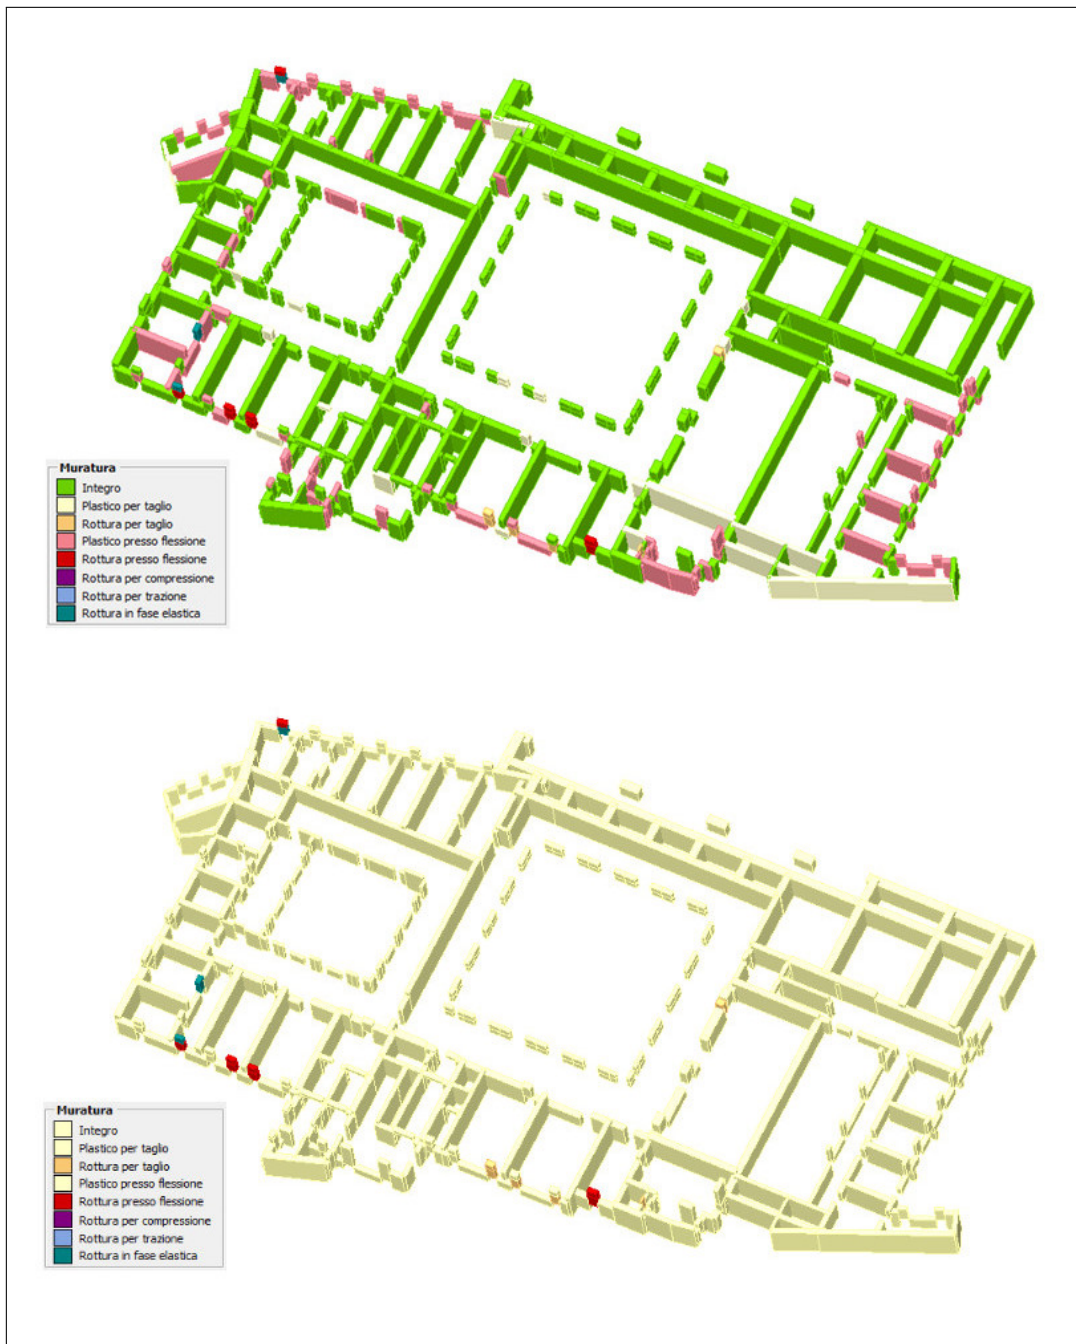 Muratura
Integro
Plastico per taglio
Rottura per taglio
Plastico presso flessione
Rottura presso flessione
Rottura per compressione
Rottura per trazione
Rottura in fase elastica
Muratura
Integro
Plastico per taglio
Rottura per taglio
Plastico presso flessione
Rottura presso flessione
Rottura per compressione
Rottura per trazione
Rottura in fase elastica